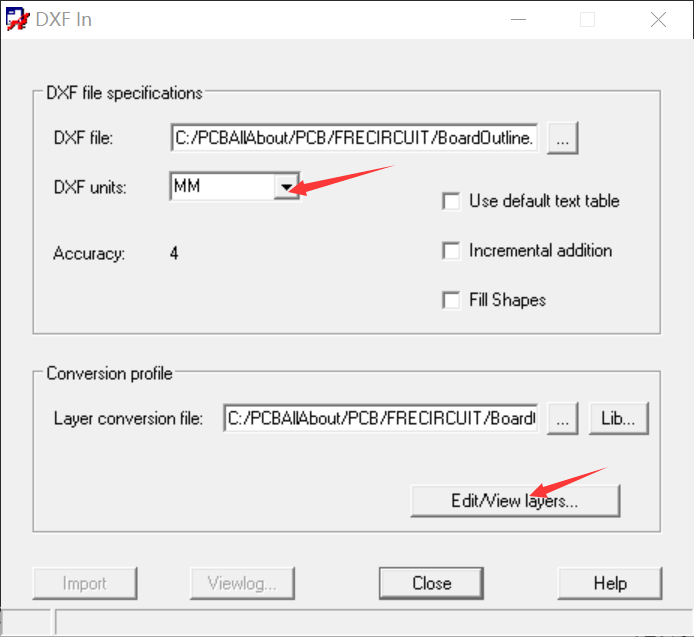 DXF In
DXF file specifications
DXF file: C:/PCBAllAbout/PCB/FRECIRCUIT/BoardOutline. ...
DXF units: MM
Use default text table
Accuracy: 4
Incremental addition
Fill Shapes
Conversion profile
Layer conversion file: C:/PCBAllAbout/PCB/FRECIRCUIT/Board ... Lib...
Edit/View layers...
Import Viewlog... Close Help